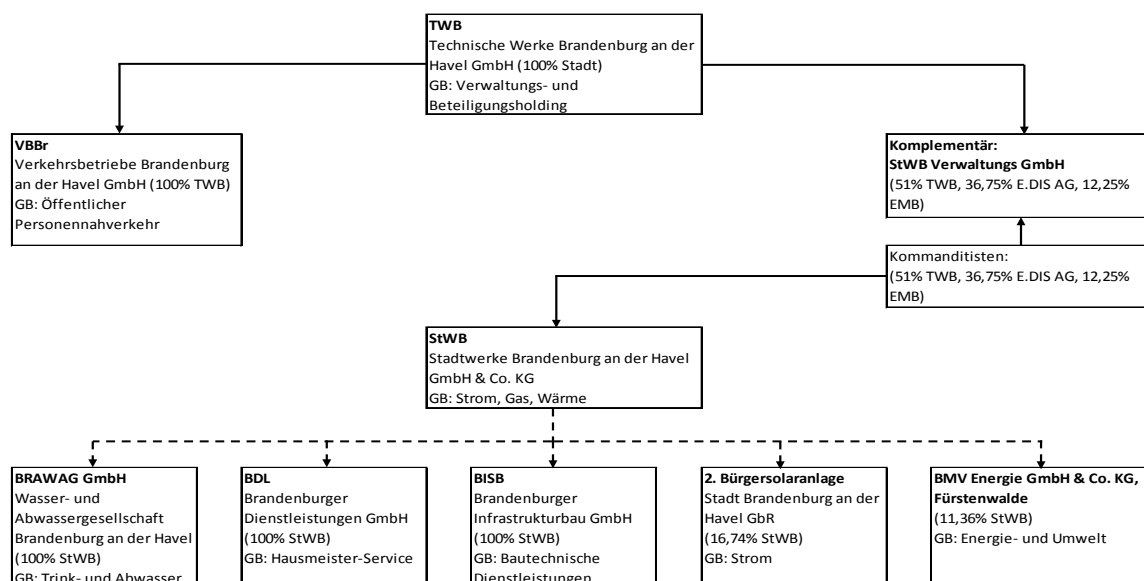 TWB
Technische Werke Brandenburg an der
Havel GmbH (100% Stadt)
GB: Verwaltungs- und
Beteiligungsholding
VBBr
Verkehrsbetriebe Brandenburg
an der Havel GmbH (100% TWB)
GB: Öffentlicher
Personennahverkehr
Komplementär:
StWB Verwaltungs GmbH
(51% TWB, 36,75% E.DIS AG, 12,25%
EMB)
Kommanditisten:
(51% TWB, 36,75% E.DIS AG, 12,25%
EMB)
StWB
Stadtwerke Brandenburg an der Havel
GmbH & Co. KG
GB: Strom, Gas, Wärme
BRAWAG GmbH
Wasser- und
Abwassergesellschaft
Brandenburg an der Havel
(100% StWB)
GB: Trink- und Abwasser
BDL
Brandenburger
Dienstleistungen GmbH
(100% StWB)
GB: Hausmeister-Service
BISB
Brandenburger
Infrastrukturbau GmbH
(100% StWB)
GB: Bautechnische
Dienstleistungen
2. Bürgersolaranlage
Stadt Brandenburg an der
Havel GbR
(16,74% StWB)
GB: Strom
BMV Energie GmbH & Co. KG,
Fürstenwalde
(11,36% StWB)
GB: Energie- und Umwelt